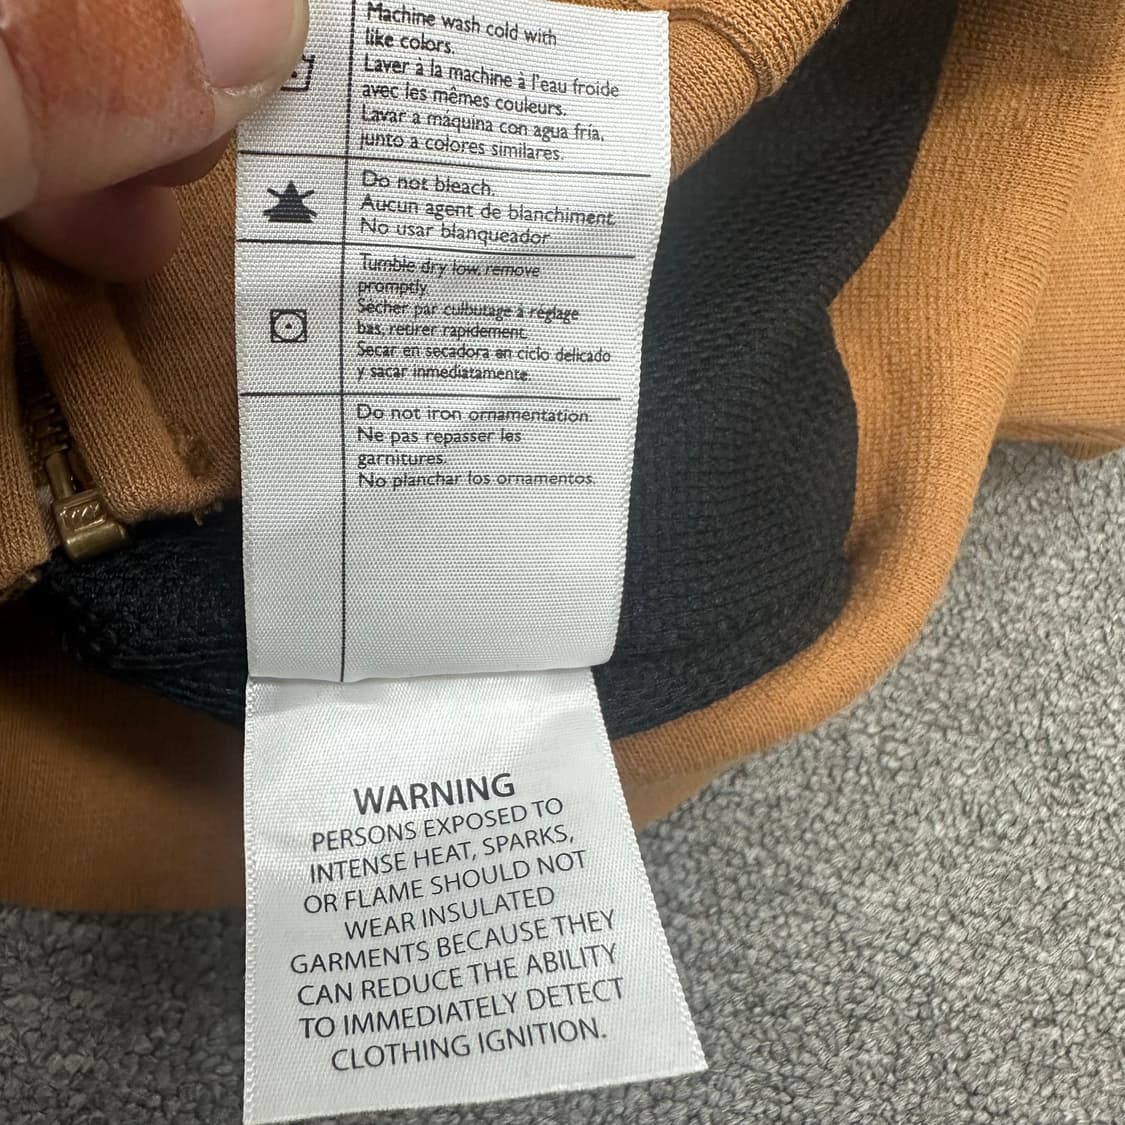 Machine wash cold with
like colors.
Laver à la machine à l'eau froide
avec les mêmes couleurs.
Lavar a máquina con agua fría,
junto a colores similares.
Do not bleach.
Aucun agent de blanchiment.
No usar blanqueador
Tumble dry low, remove
promptly.
Sécher par culbutage à réglage
bas, retirer rapidement.
Secar en secadora en ciclo delicado
y sacar inmediatamente.
Do not iron ornamentation.
Ne pas repasser les
garnitures.
No planchar los ornamentos.
WARNING
PERSONS EXPOSED TO
INTENSE HEAT, SPARKS,
OR FLAME SHOULD NOT
WEAR INSULATED
GARMENTS BECAUSE THEY
CAN REDUCE THE ABILITY
TO IMMEDIATELY DETECT
CLOTHING IGNITION.